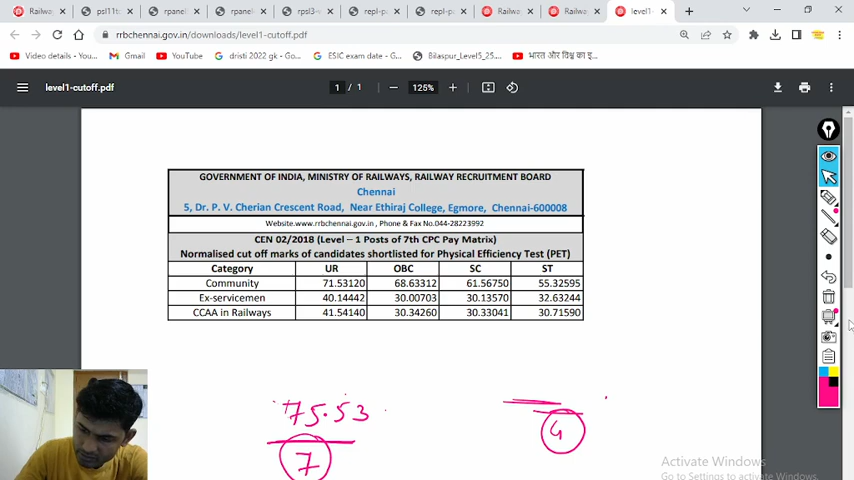 Railway psl11t rpanel rpanel rpsl3- repl-p repl-p Railway Railway level1-
rrbchennai.gov.in/downloads/level1-cutoff.pdf
Video details - You... Gmail YouTube dristi 2022 gk - G... ESIC exam date - G... Bilaspur_Level5_25... भारत और विश्व का इ...
level1-cutoff.pdf 1 / 1 125%
GOVERNMENT OF INDIA, MINISTRY OF RAILWAYS, RAILWAY RECRUITMENT BOARD
Chennai
5, Dr. P. V. Cherian Crescent Road, Near Ethiraj College, Egmore, Chennai-600008
Website.www.rrbchennai.gov.in , Phone & Fax No.044-28223992
CEN 02/2018 (Level – 1 Posts of 7th CPC Pay Matrix)
Normalised cut off marks of candidates shortlisted for Physical Efficiency Test (PET)
Category UR OBC SC ST
Community 71.53120 68.63312 61.56750 55.32595
Ex-servicemen 40.14442 30.00703 30.13570 32.63244
CCAA in Railways 41.54140 30.34260 30.33041 30.71590
75.53
7 4
Activate Windows
Go to Settings to activate Windows.